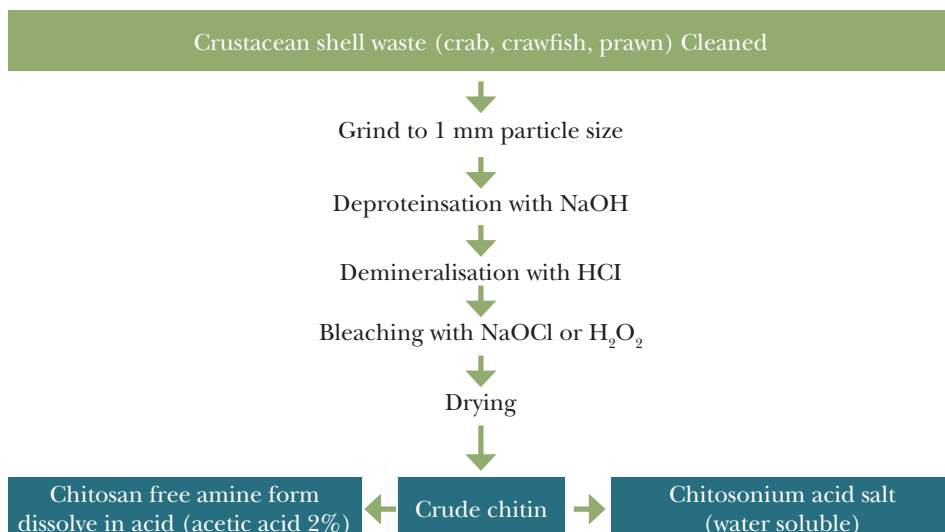 Crustacean shell waste (crab, crawfish, prawn) Cleaned
Grind to 1 mm particle size
Deproteinsation with NaOH
Demineralisation with HCI
Bleaching with NaOCl or H₂O₂
Drying
Chitosan free amine form
dissolve in acid (acetic acid 2%)
Crude chitin
Chitosonium acid salt
(water soluble)